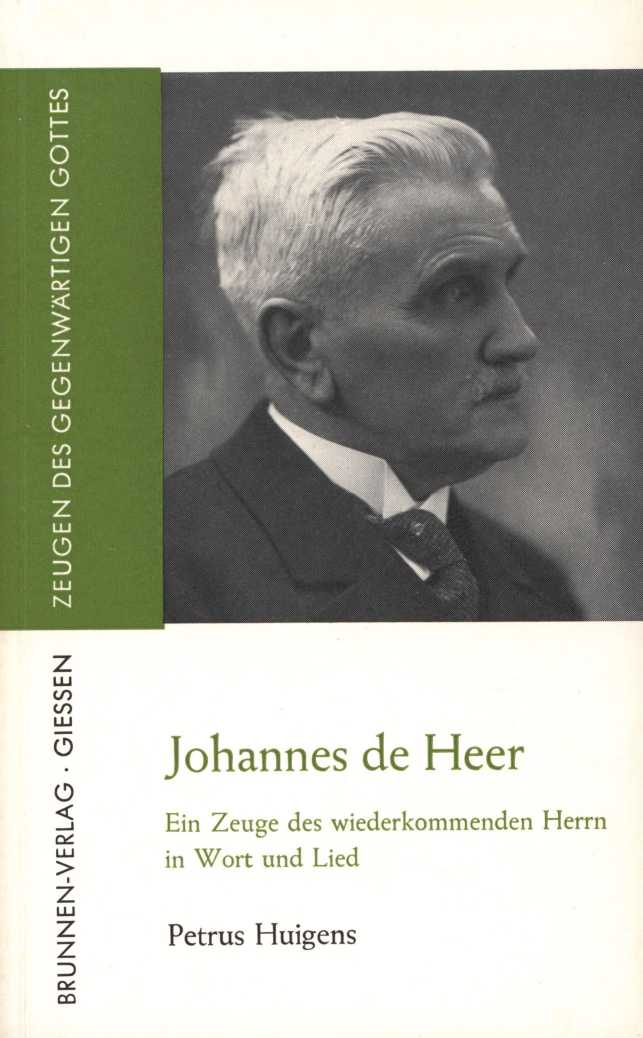 ZEUGEN DES GEGENWÄRTIGEN GOTTES
BRUNNEN-VERLAG · GIESSEN
Johannes de Heer
Ein Zeuge des wiederkommenden Herrn
in Wort und Lied
Petrus Huigens